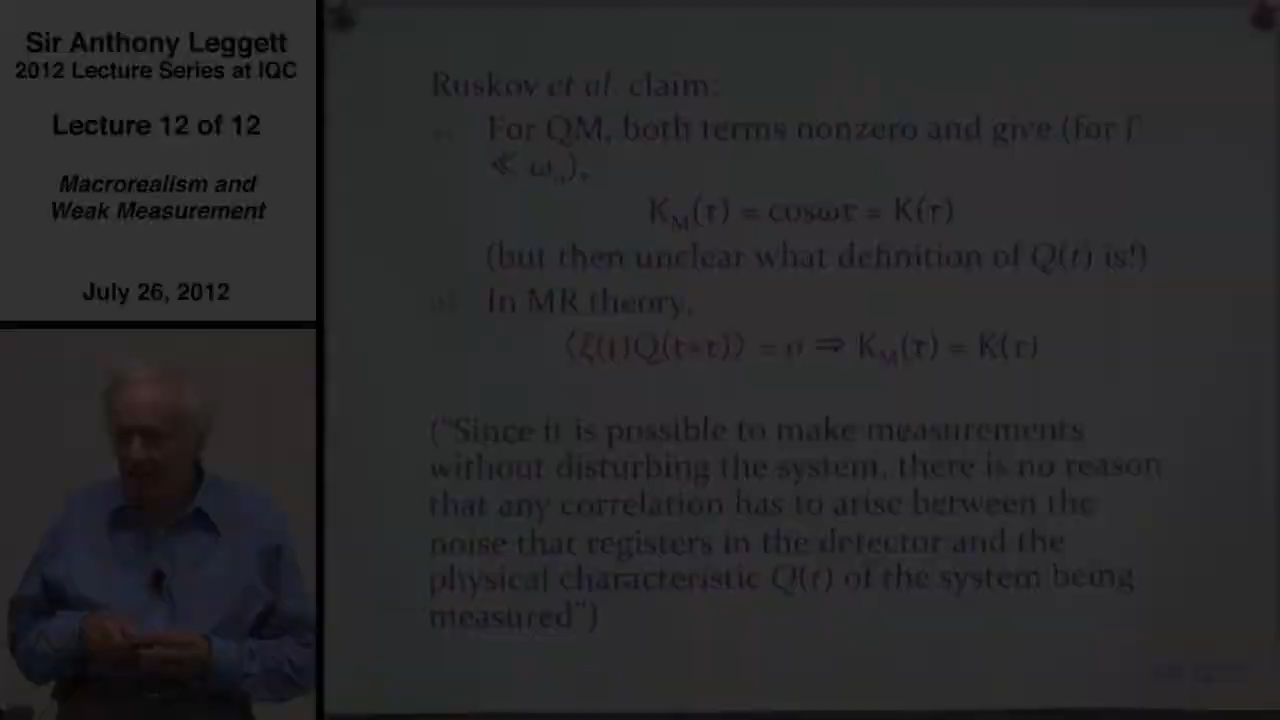 Sir Anthony Leggett
2012 Lecture Series at IQC
Lecture 12 of 12
Macrorealism and
Weak Measurement
July 26, 2012
Ruskov et al. claim:
For QM, both terms nonzero and give (for Γ
≪ ω₀),
K_M(τ) = cosωτ = K(τ)
(but then unclear what definition of Q(t) is!)
In MR theory,
⟨ξ(t)Q(t+τ)⟩ = 0 ⇒ K_M(τ) = K(τ)
("Since it is possible to make measurements
without disturbing the system, there is no reason
that any correlation has to arise between the
noise that registers in the detector and the
physical characteristic Q(t) of the system being
measured")